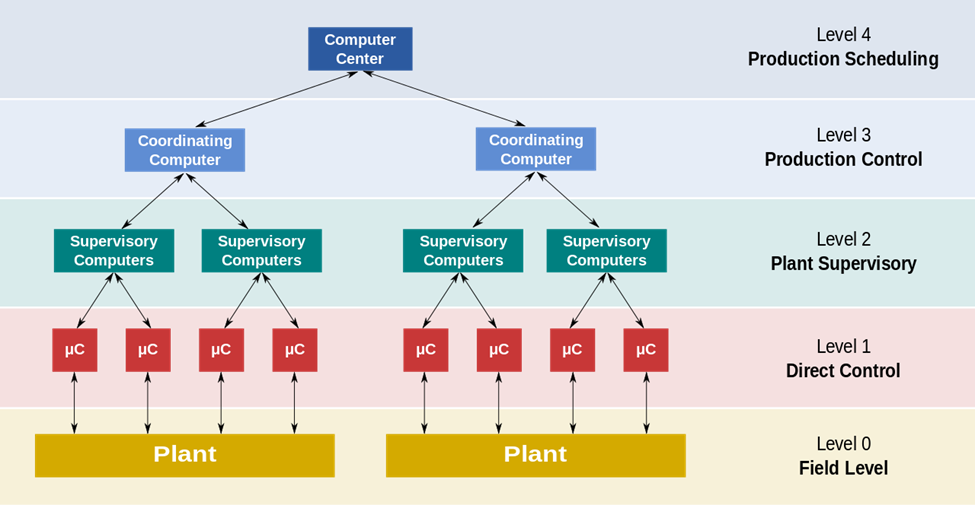 Computer
Center
Level 4
Production Scheduling
Coordinating
Computer
Coordinating
Computer
Level 3
Production Control
Supervisory
Computers
Supervisory
Computers
Supervisory
Computers
Supervisory
Computers
Level 2
Plant Supervisory
μC
μC
μC
μC
μC
μC
μC
μC
Level 1
Direct Control
Plant
Plant
Level 0
Field Level